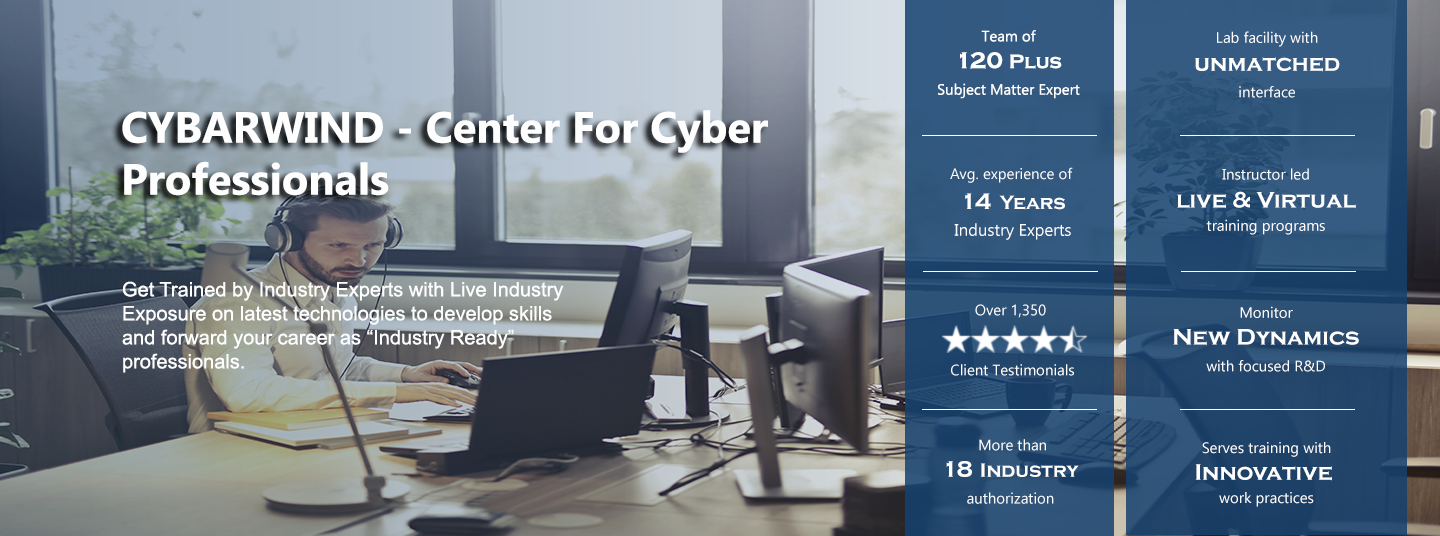 CYBARWIND - Center For Cyber
Professionals
Get Trained by Industry Experts with Live Industry
Exposure on latest technologies to develop skills
and forward your career as “Industry Ready”
professionals.
Team of
120 Plus
Subject Matter Expert
Avg. experience of
14 Years
Industry Experts
Over 1,350
Client Testimonials
More than
18 Industry
authorization
Lab facility with
UNMATCHED
interface
Instructor led
LIVE & VIRTUAL
training programs
Monitor
New Dynamics
with focused R&D
Serves training with
Innovative
work practices